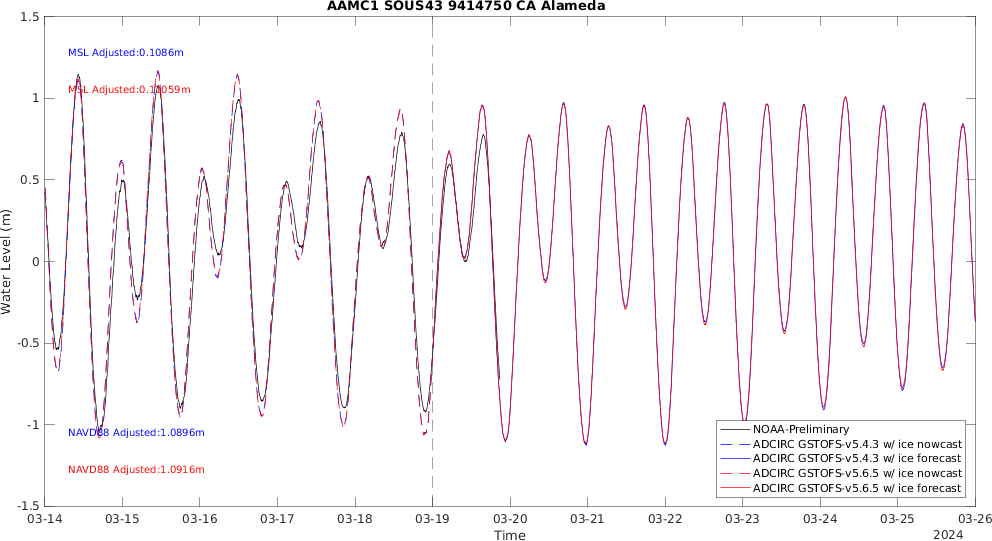 AAMC1 SOUS43 9414750 CA Alameda
1.5
MSL Adjusted:0.1086m
MSL Adjusted:0.11059m
1
0.5
0
-0.5
-1
-1.5
Water Level (m)
NAVD88 Adjusted:1.0896m
NAVD88 Adjusted:1.0916m
NOAA-Preliminary
ADCIRC GSTOFS-v5.4.3 w/ ice nowcast
ADCIRC GSTOFS-v5.4.3 w/ ice forecast
ADCIRC GSTOFS-v5.6.5 w/ ice nowcast
ADCIRC GSTOFS-v5.6.5 w/ ice forecast
03-14 03-15 03-16 03-17 03-18 03-19 03-20 03-21 03-22 03-23 03-24 03-25 03-26
Time
2024